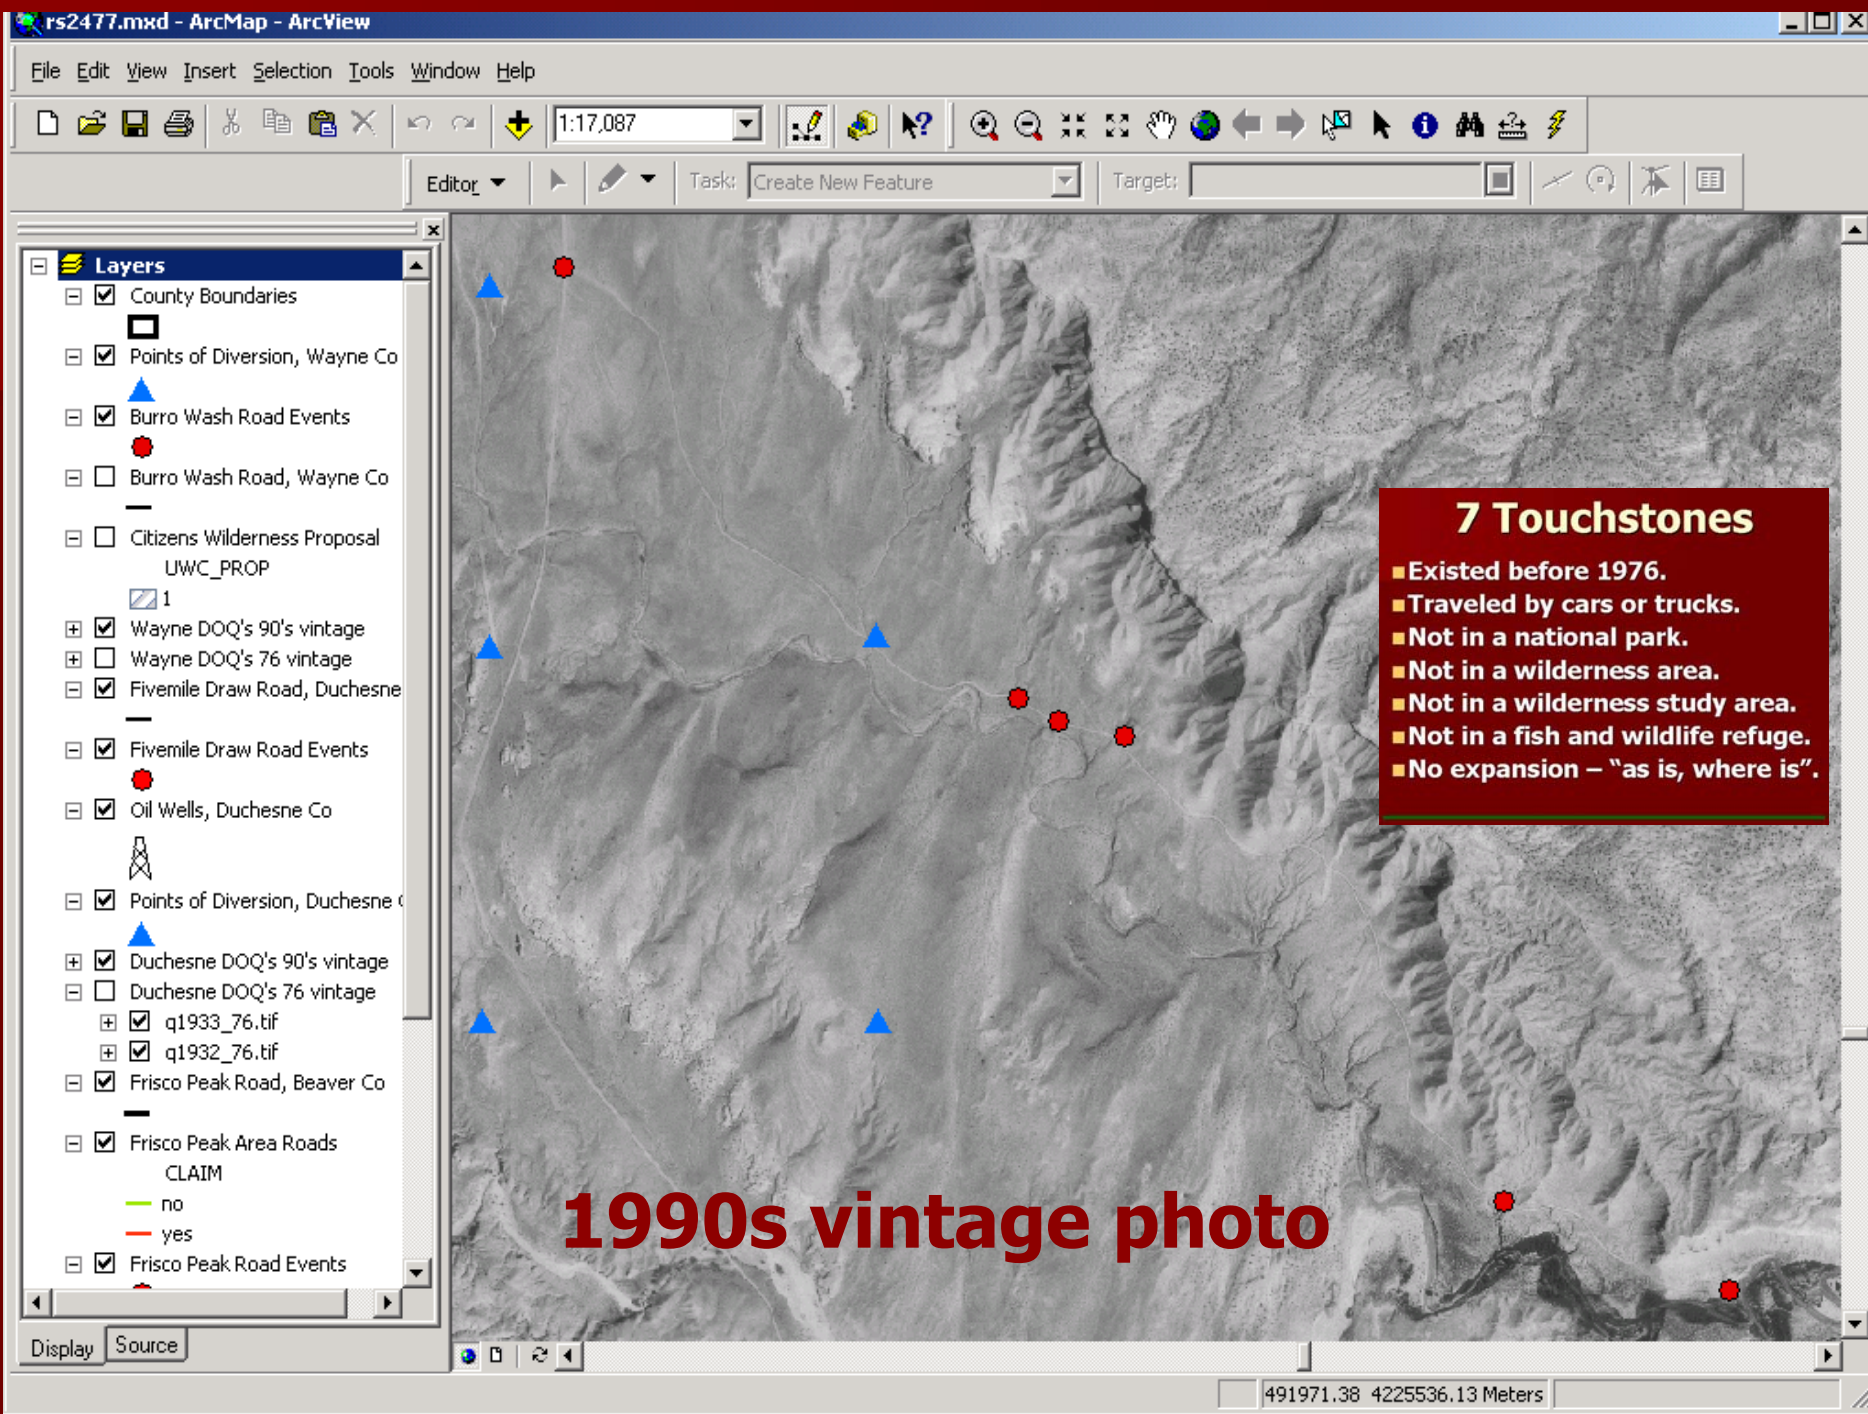 rs2477.mxd - ArcMap - ArcView
File Edit View Insert Selection Tools Window Help
1:17,087
Editor Task: Create New Feature Target:
Layers
County Boundaries
Points of Diversion, Wayne Co
Burro Wash Road Events
Burro Wash Road, Wayne Co
Citizens Wilderness Proposal
UWC_PROP
1
Wayne DOQ's 90's vintage
Wayne DOQ's 76 vintage
Fivemile Draw Road, Duchesne
Fivemile Draw Road Events
Oil Wells, Duchesne Co
Points of Diversion, Duchesne
Duchesne DOQ's 90's vintage
Duchesne DOQ's 76 vintage
q1933_76.tif
q1932_76.tif
Frisco Peak Road, Beaver Co
Frisco Peak Area Roads
CLAIM
no
yes
Frisco Peak Road Events
Display Source
7 Touchstones
Existed before 1976.
Traveled by cars or trucks.
Not in a national park.
Not in a wilderness area.
Not in a wilderness study area.
Not in a fish and wildlife refuge.
No expansion – “as is, where is”.
1990s vintage photo
491971.38 4225536.13 Meters